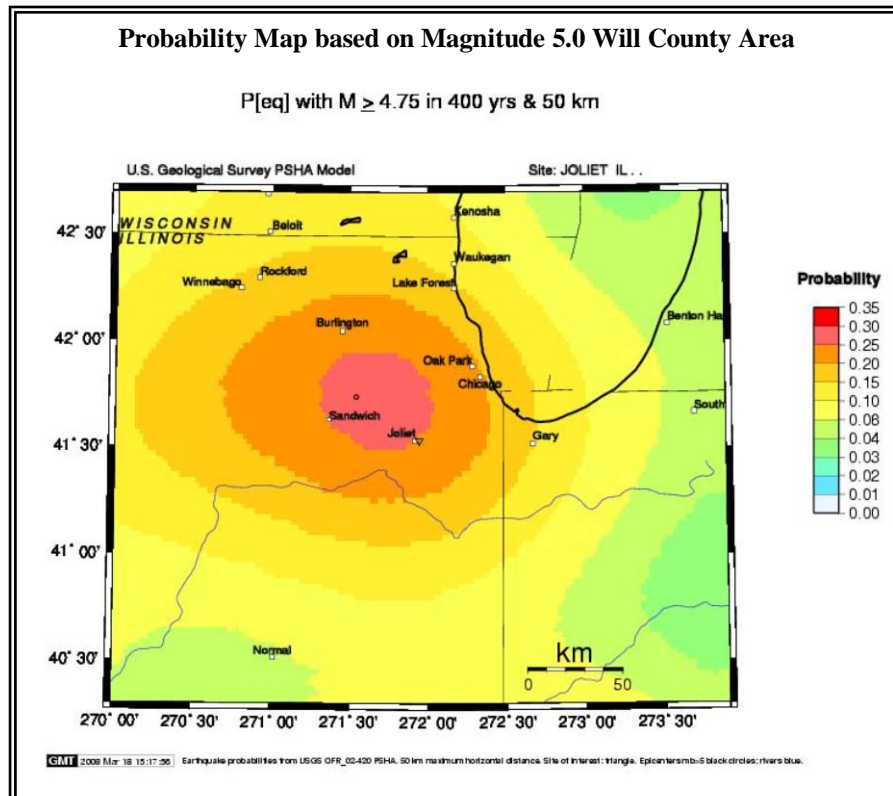 Probability Map based on Magnitude 5.0 Will County Area
P[eq] with M ≥ 4.75 in 400 yrs & 50 km
U.S. Geological Survey PSHA Model
Site: JOLIET IL . .
42° 30'
42° 00'
41° 30'
41° 00'
40° 30'
WISCONSIN
ILLINOIS
Beloit
Kenosha
Waukegan
Rockford
Winnebago
Lake Forest
Burlington
Benton Ha
Oak Park
Chicago
Sandwich
South
Joliet
Gary
Normal
km
0 50
270° 00' 270° 30' 271° 00' 271° 30' 272° 00' 272° 30' 273° 00' 273° 30'
Probability
0.35
0.30
0.25
0.20
0.15
0.10
0.06
0.04
0.03
0.02
0.01
0.00
GMT 2008 Mar 18 15:17:56 Earthquake probabilities from USGS OFR_02-420 PSHA. 50 km maximum horizontal distance. Site of interest: triangle. Epicenters mb>5 black circles; rivers blue.